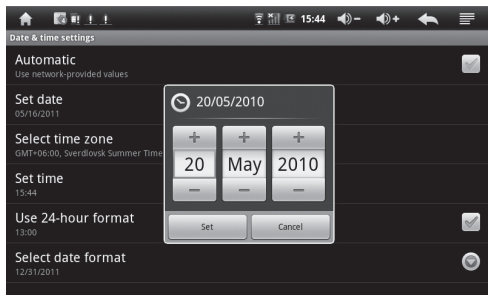 15:44
Date & time settings
Automatic
Use network-provided values
Set date
05/16/2011
Select time zone
GMT+06:00, Sverdlovsk Summer Time
Set time
15:44
Use 24-hour format
13:00
Select date format
12/31/2011
20/05/2010
20 May 2010
Set Cancel